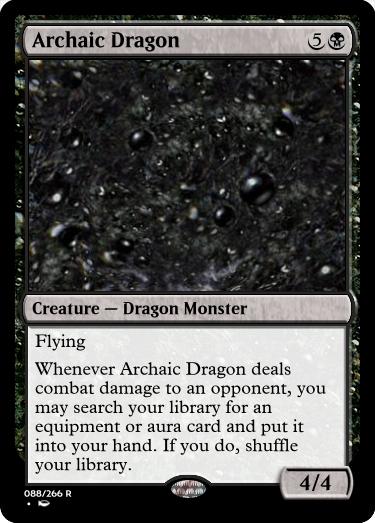 Archaic Dragon 5
Creature — Dragon Monster
Flying
Whenever Archaic Dragon deals
combat damage to an opponent, you
may search your library for an
equipment or aura card and put it
into your hand. If you do, shuffle
your library.
4/4
088/266 R